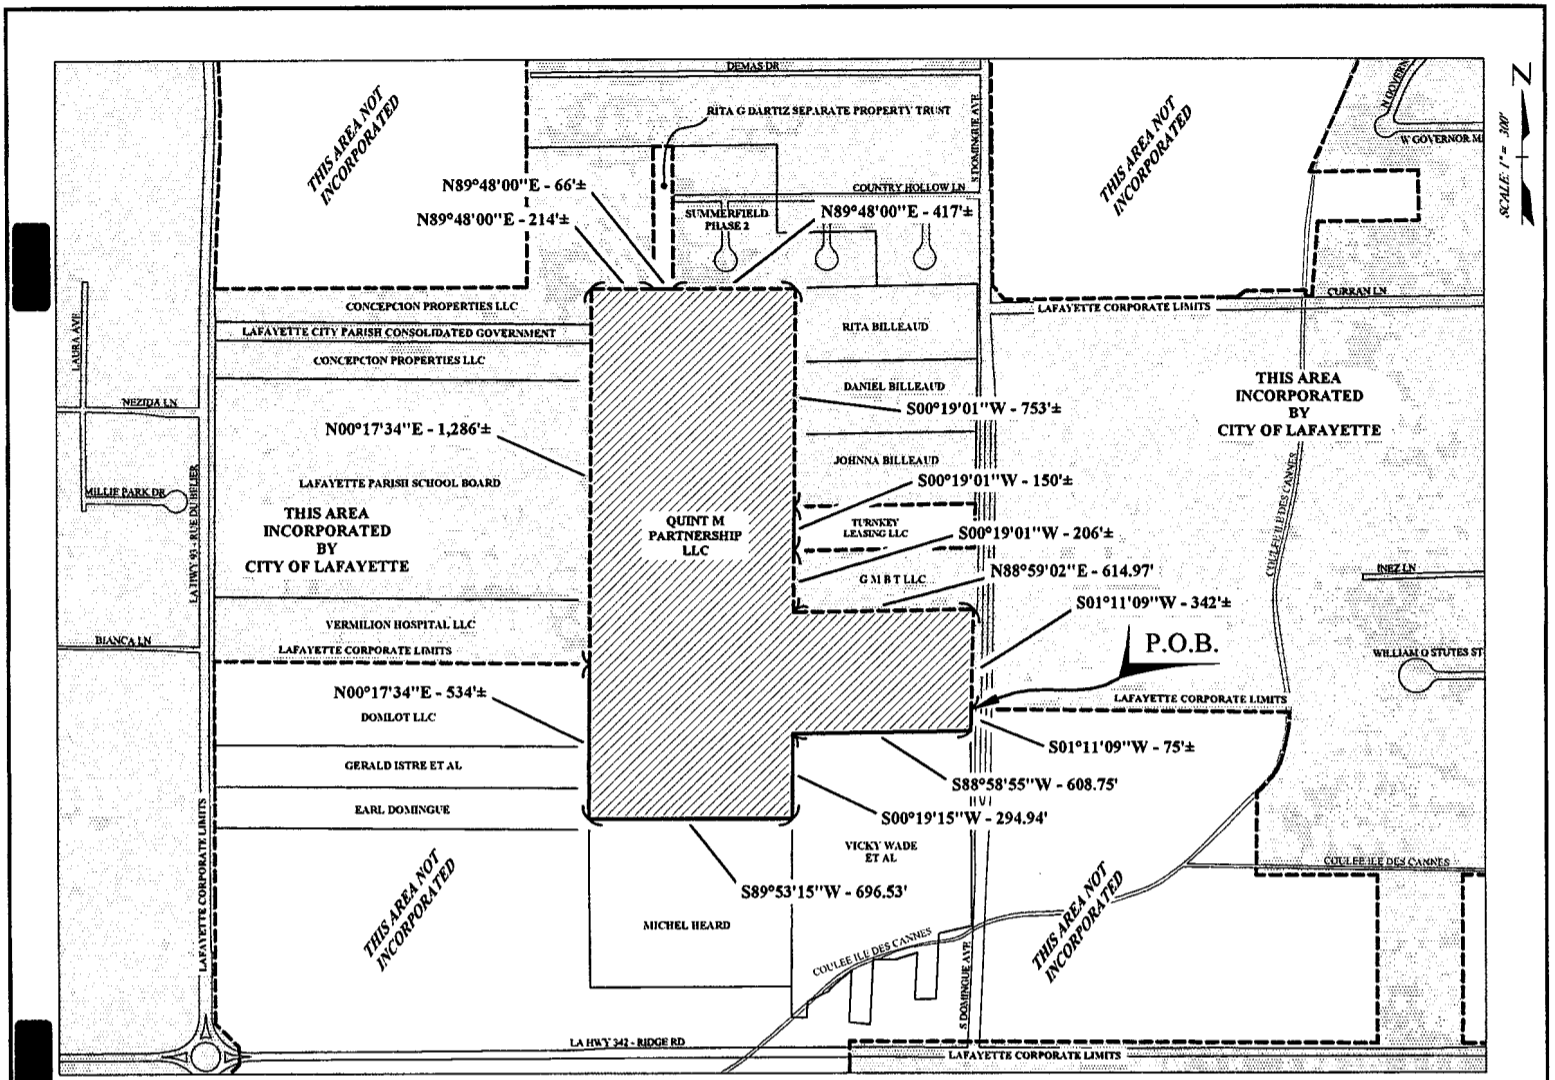 DEMAS DR
THIS AREA NOT
INCORPORATED
RITA G DARTIZ SEPARATE PROPERTY TRUST
S DOMINGUE AVE
THIS AREA NOT
INCORPORATED
N GOVERN
W GOVERNOR M
Z
SCALE: 1" = 300'
N89°48'00"E - 66'±
N89°48'00"E - 214'±
COUNTRY HOLLOW LN
SUMMERFIELD
PHASE 2
N89°48'00"E - 417'±
CONCEPCION PROPERTIES LLC
LAFAYETTE CITY PARISH CONSOLIDATED GOVERNMENT
CONCEPCION PROPERTIES LLC
CURRAN LN
LAFAYETTE CORPORATE LIMITS
RITA BILLEAUD
LAURA AVE
NEZIDA LN
DANIEL BILLEAUD
S00°19'01"W - 753'±
THIS AREA
INCORPORATED
BY
CITY OF LAFAYETTE
N00°17'34"E - 1,286'±
JOHNNA BILLEAUD
S00°19'01"W - 150'±
MILLIE PARK DR
LAFAYETTE PARISH SCHOOL BOARD
LA HWY 93 - RUE DU BELIER
THIS AREA
INCORPORATED
BY
CITY OF LAFAYETTE
QUINT M
PARTNERSHIP
LLC
TURNKEY
LEASING LLC
S00°19'01"W - 206'±
COULEE ILE DES CANNES
G M B T LLC
N88°59'02"E - 614.97'
INEZ LN
S01°11'09"W - 342'±
VERMILION HOSPITAL LLC
BIANCA LN
LAFAYETTE CORPORATE LIMITS
P.O.B.
WILLIAM O STUTES ST
N00°17'34"E - 534'±
LAFAYETTE CORPORATE LIMITS
DOMLOT LLC
S01°11'09"W - 75'±
GERALD ISTRE ET AL
S88°58'55"W - 608.75'
EARL DOMINGUE
S00°19'15"W - 294.94'
LAFAYETTE CORPORATE LIMITS
VICKY WADE
ET AL
COULEE ILE DES CANNES
S89°53'15"W - 696.53'
THIS AREA NOT
INCORPORATED
MICHEL HEARD
THIS AREA NOT
INCORPORATED
COULEE ILE DES CANNES
S DOMINGUE AVE
LA HWY 342 - RIDGE RD
LAFAYETTE CORPORATE LIMITS